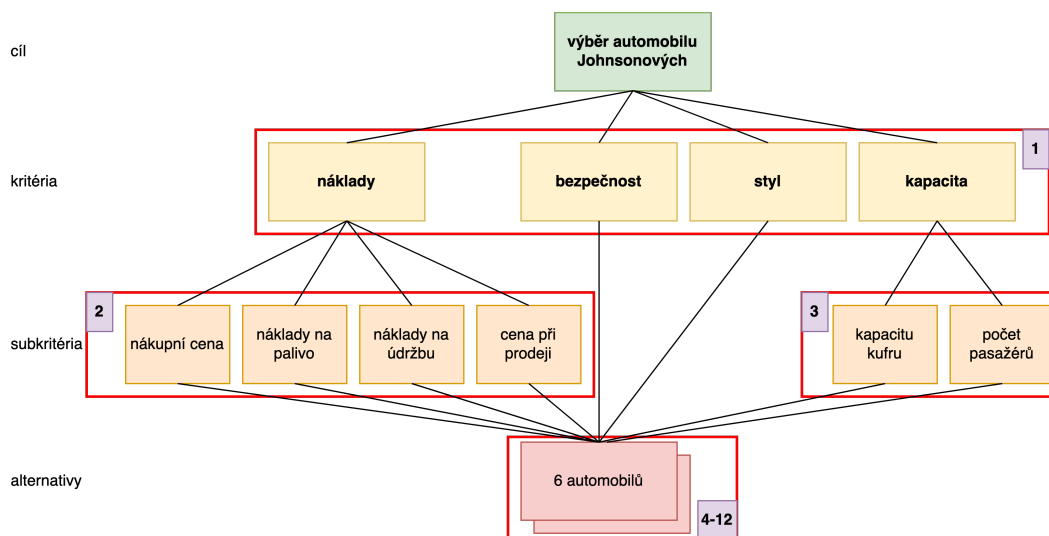 cíl
výběr automobilu
Johnsonových
kritéria
náklady
bezpečnost
styl
kapacita
1
subkritéria
2
nákupní cena
náklady na
palivo
náklady na
údržbu
cena při
prodeji
3
kapacitu
kufru
počet
pasažérů
alternativy
6 automobilů
4-12